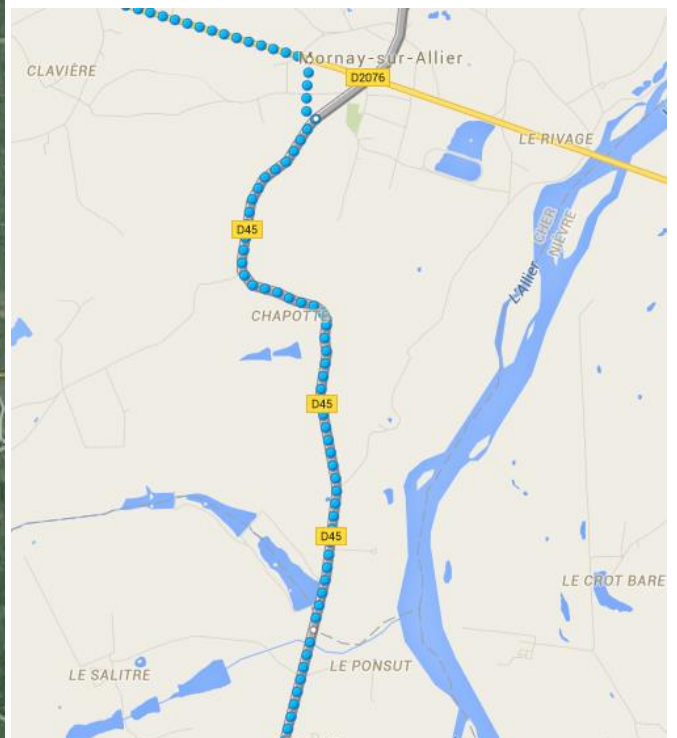 Mornay-sur-Allier
CLAVIÈRE
D2076
LE RIVAGE
D45
CHER
NIÈVRE
L'Allier
CHAPOTTE
D45
D45
LE CROT BARE
LE PONSUT
LE SALITRE